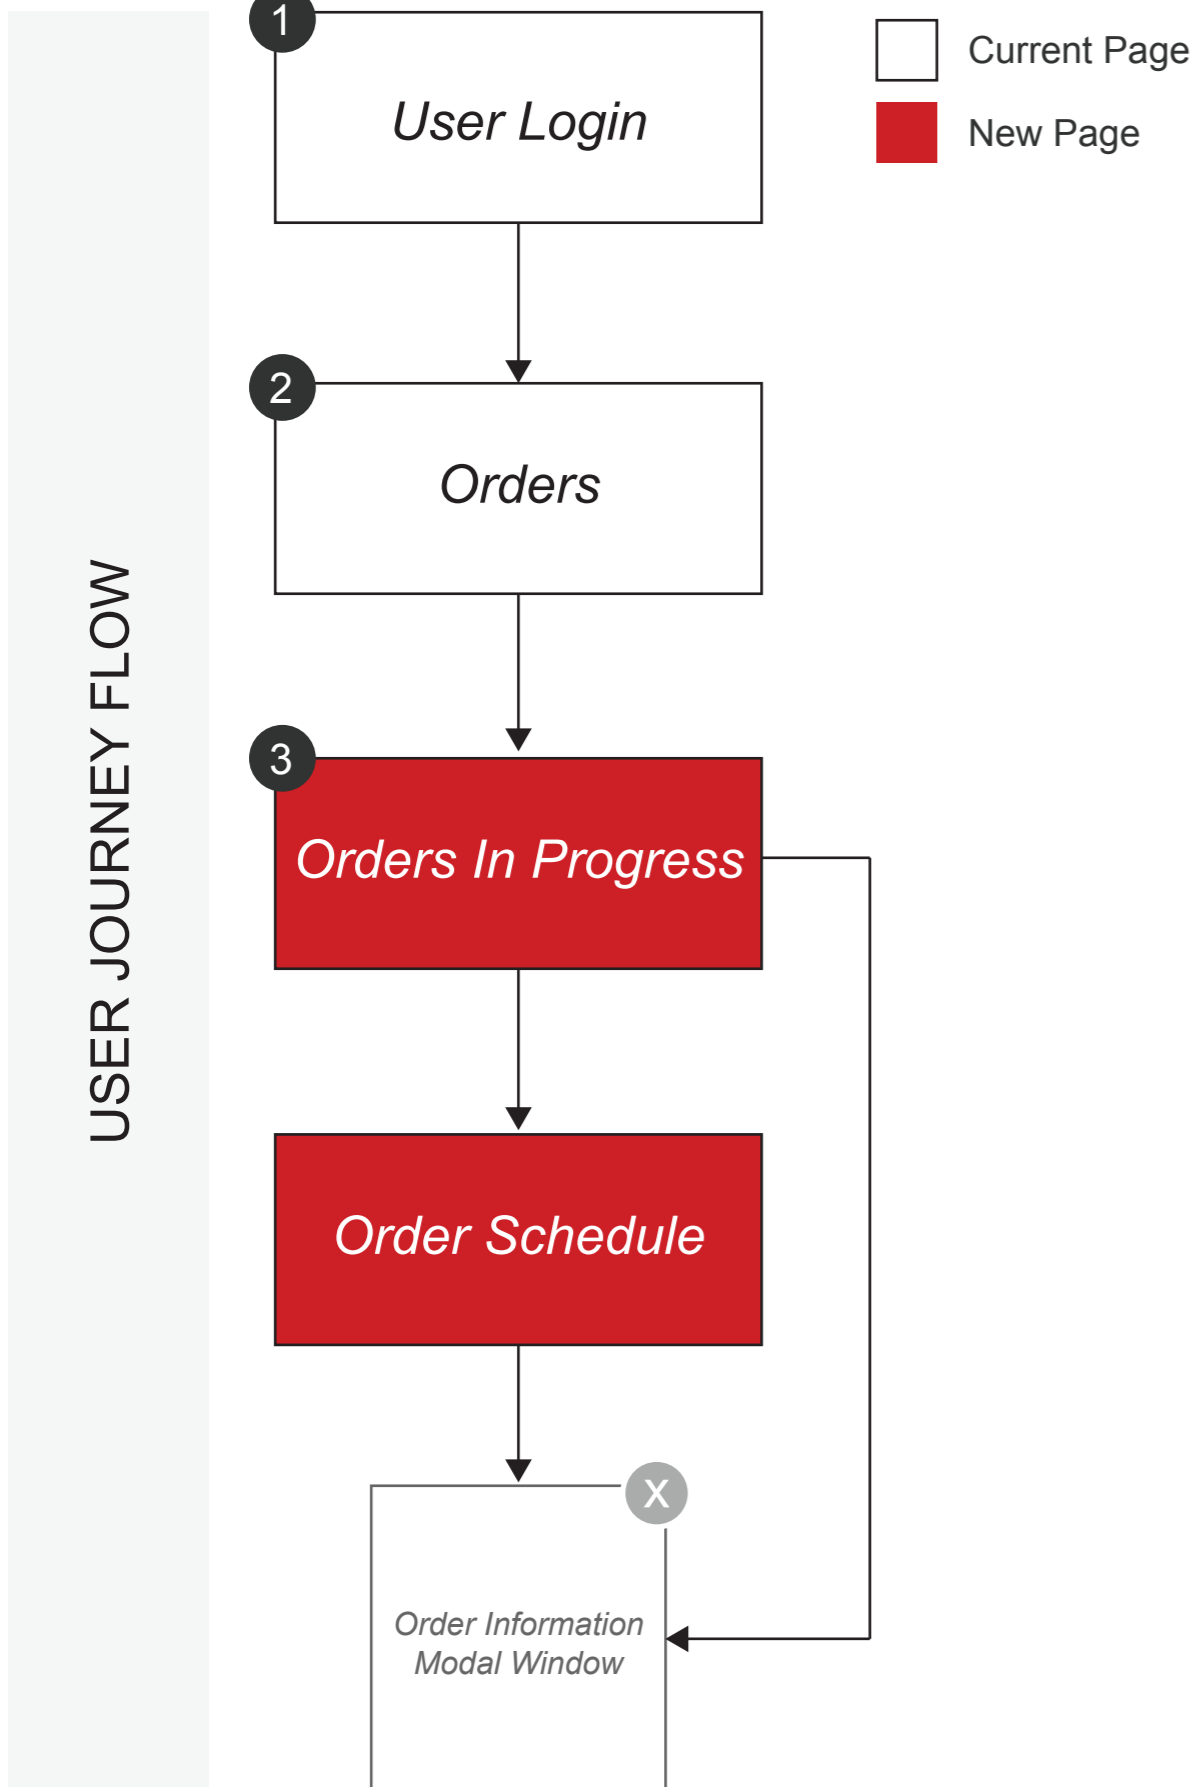 1
User Login
Current Page
New Page
2
Orders
USER JOURNEY FLOW
3
Orders In Progress
Order Schedule
X
Order Information
Modal Window